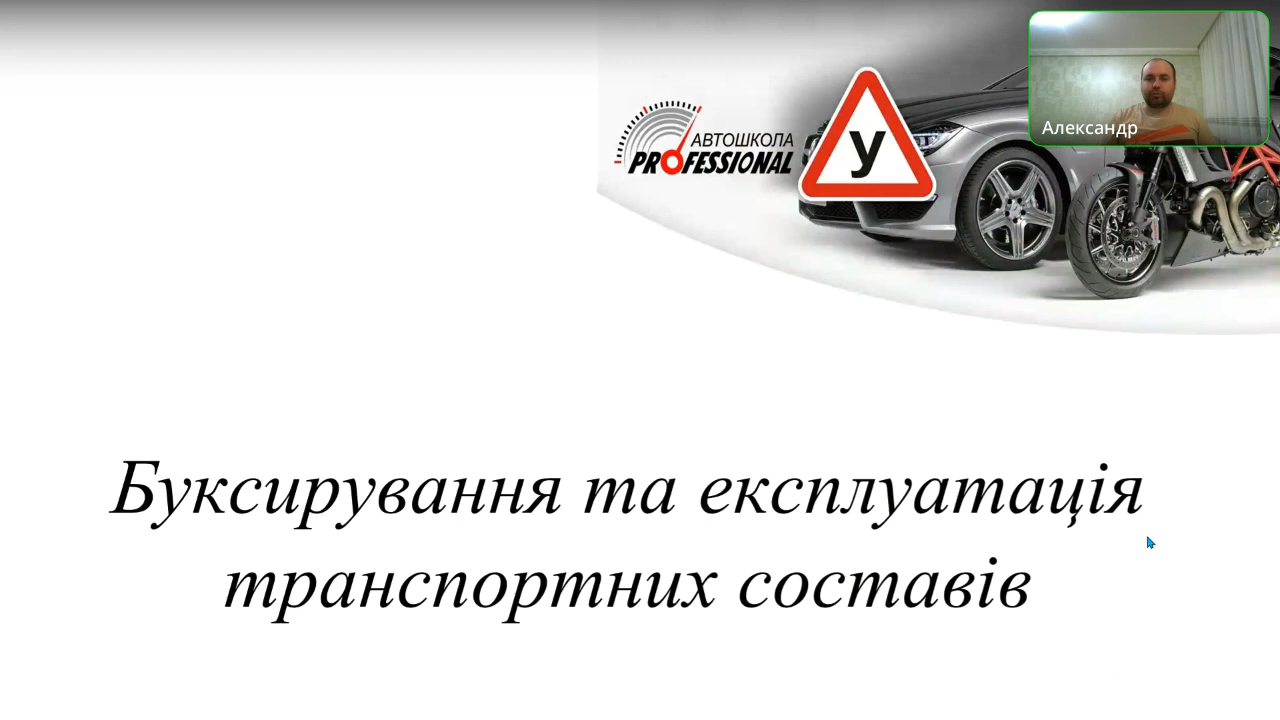 Александр
АВТОШКОЛА
PROFESSIONAL
У
Буксирування та експлуатація
транспортних составів